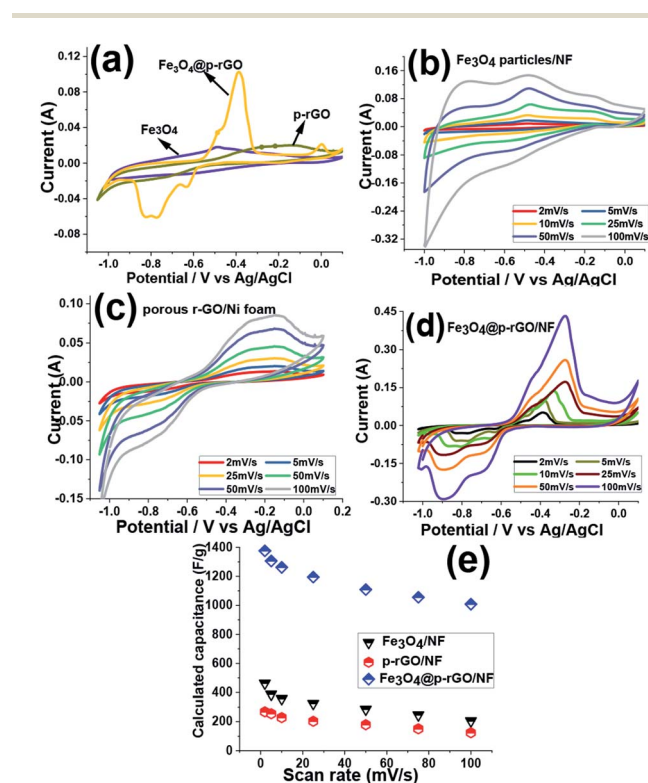 (a)
Fe3O4@p-rGO
p-rGO
Fe3O4
Current (A)
0.12
0.08
0.04
0.00
-0.04
-0.08
-1.0 -0.8 -0.6 -0.4 -0.2 0.0
Potential / V vs Ag/AgCl
(b)
Fe3O4 particles/NF
Current (A)
0.16
0.08
0.00
-0.08
-0.16
-0.24
-0.32
2mV/s 5mV/s
10mV/s 25mV/s
50mV/s 100mV/s
-1.0 -0.8 -0.6 -0.4 -0.2 0.0
Potential / V vs Ag/AgCl
(c)
porous r-GO/Ni foam
Current (A)
0.10
0.05
0.00
-0.05
-0.10
-0.15
2mV/s 5mV/s
25mV/s 50mV/s
50mV/s 100mV/s
-1.0 -0.8 -0.6 -0.4 -0.2 0.0 0.2
Potential / V vs Ag/AgCl
(d)
Fe3O4@p-rGO/NF
Current (A)
0.45
0.30
0.15
0.00
-0.15
-0.30
2mV/s 5mV/s
10mV/s 25mV/s
50mV/s 100mV/s
-1.0 -0.8 -0.6 -0.4 -0.2 0.0
Potential / V vs Ag/AgCl
(e)
Calculated capacitance (F/g)
1400
1200
1000
800
600
400
200
0
Fe3O4/NF
p-rGO/NF
Fe3O4@p-rGO/NF
0 25 50 75 100
Scan rate (mV/s)